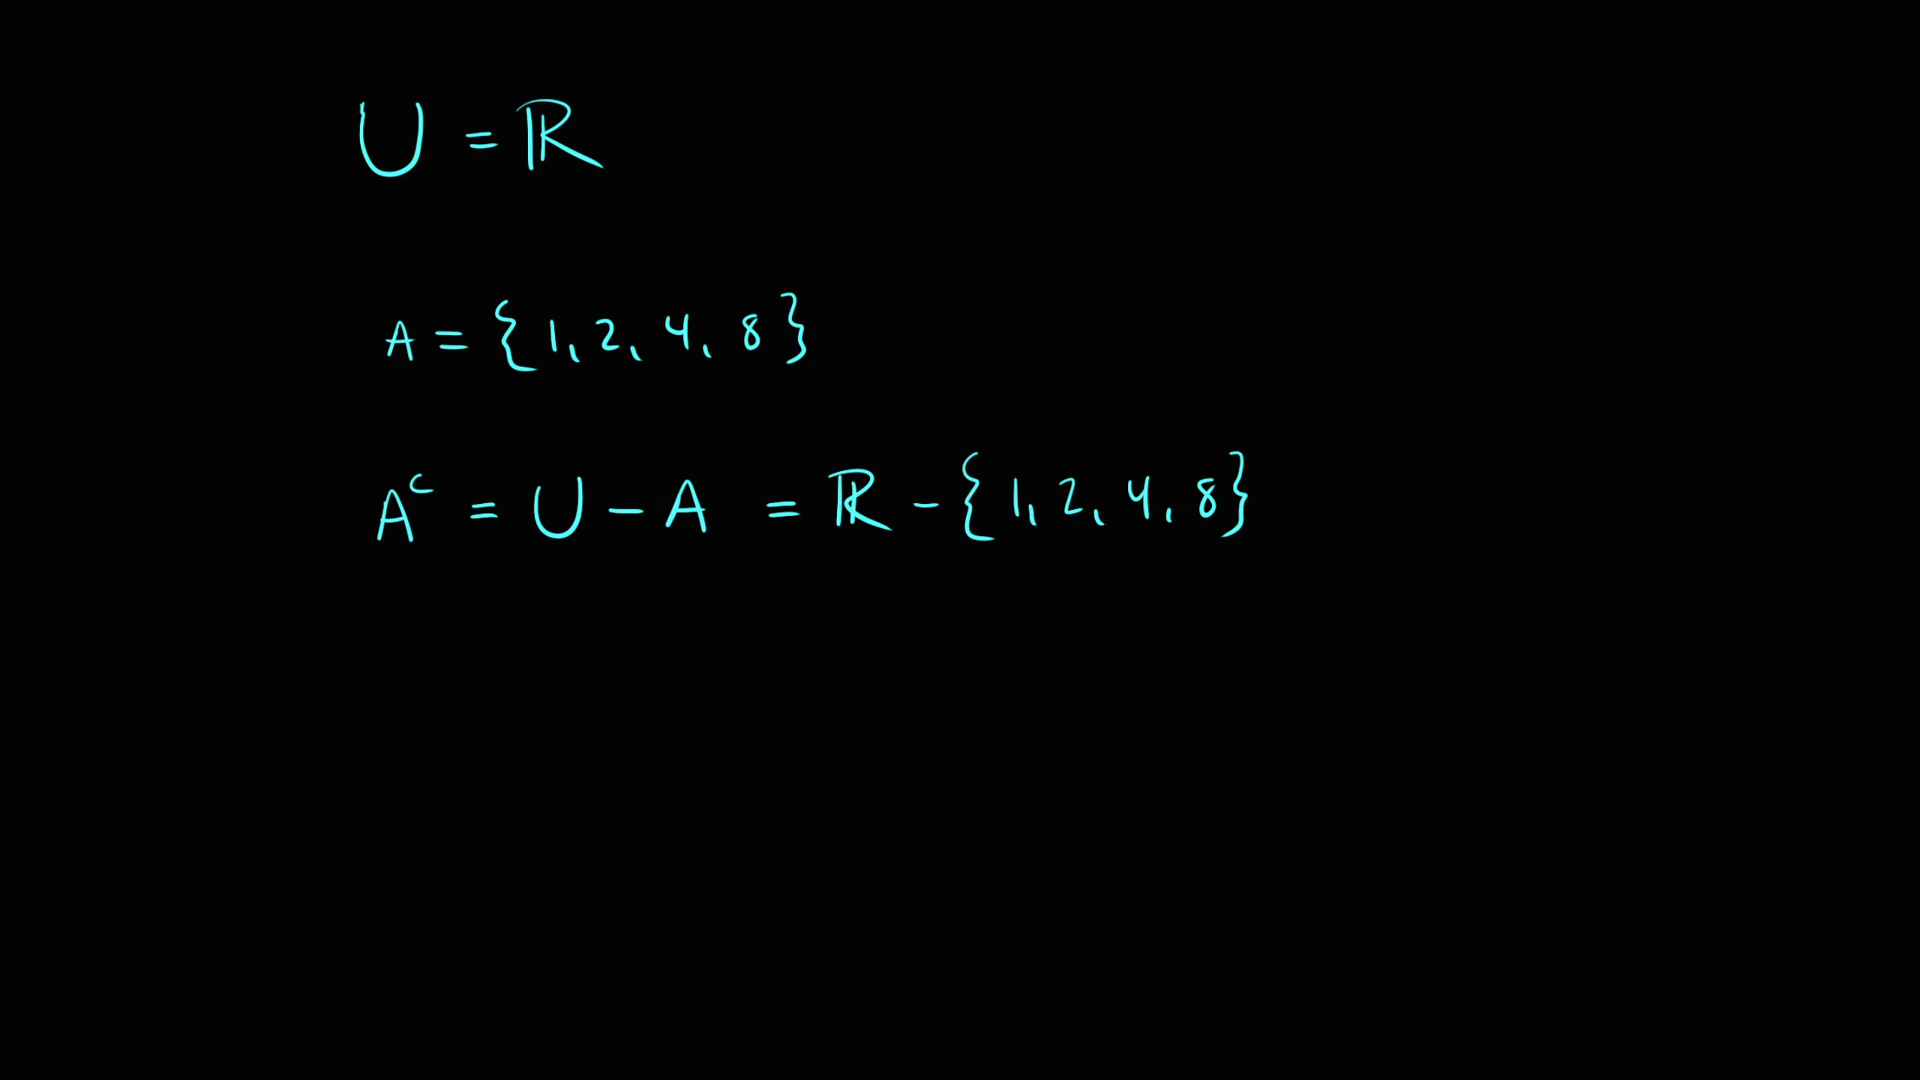 U = ℝ
A = {1, 2, 4, 8}
Aᶜ = U − A = ℝ − {1, 2, 4, 8}